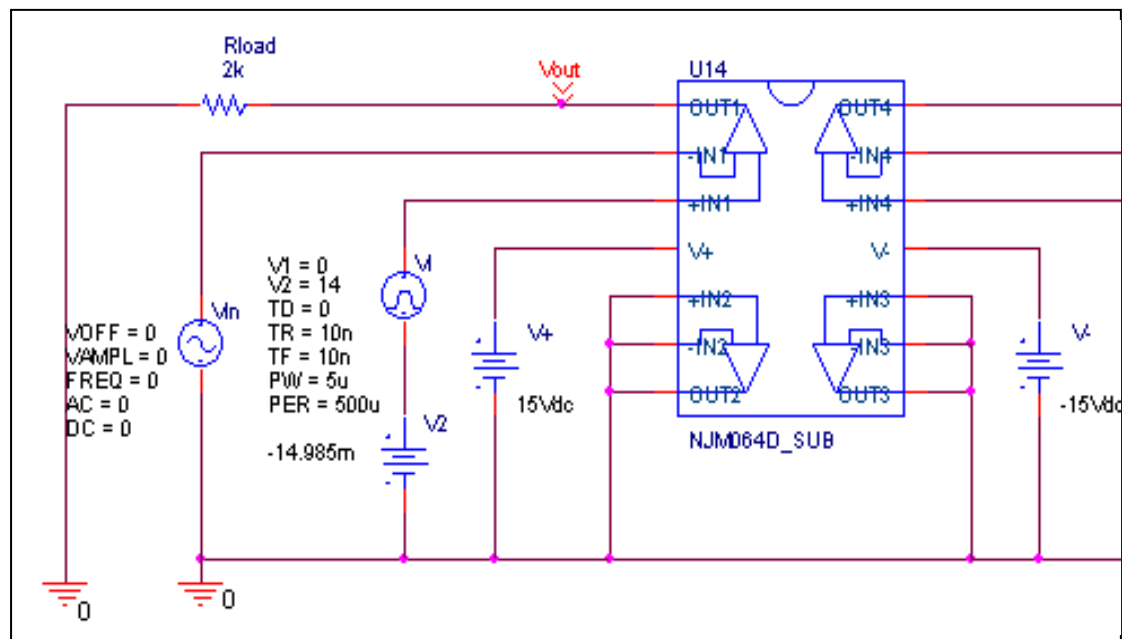 Rload
2k
Vout
U14
OUT1
OUT4
-IN1
-IN4
+IN1
+IN4
V+
V-
+IN2
+IN3
-IN2
-IN3
OUT2
OUT3
NJM064D_SUB
VOFF = 0
VAMPL = 0
FREQ = 0
AC = 0
DC = 0
Vin
V1 = 0
V2 = 14
TD = 0
TR = 10n
TF = 10n
PW = 5u
PER = 500u
V2
-14.985m
V+
15Vdc
V-
-15Vdc
0
0